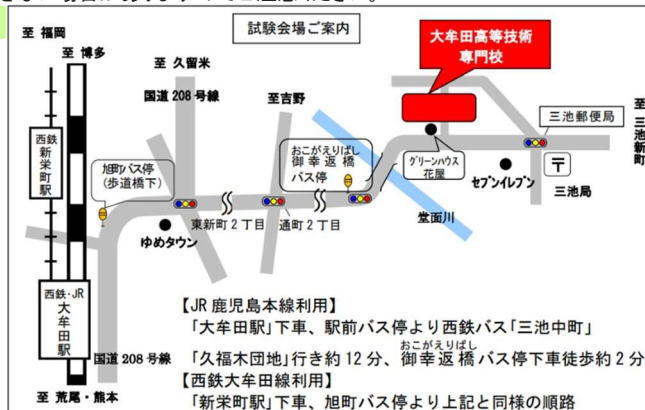 試験会場ご案内
至 福岡
至 博多
至 久留米
国道208号線
至吉野
大牟田高等技術
専門校
至 三池新町
三池郵便局
西鉄
新栄町駅
旭町バス停
(歩道橋下)
おこがえりばし
御幸返橋
バス停
グリーンハウス
花屋
セブンイレブン
〒
三池局
東新町2丁目
通町2丁目
堂面川
ゆめタウン
西鉄・JR
大牟田駅
国道208号線
至 荒尾・熊本
【JR鹿児島本線利用】
「大牟田駅」下車、駅前バス停より西鉄バス「三池中町」
おこがえりばし
「久福木団地」行き約12分、御幸返橋バス停下車徒歩約2分
【西鉄大牟田線利用】
「新栄町駅」下車、旭町バス停より上記と同様の順路